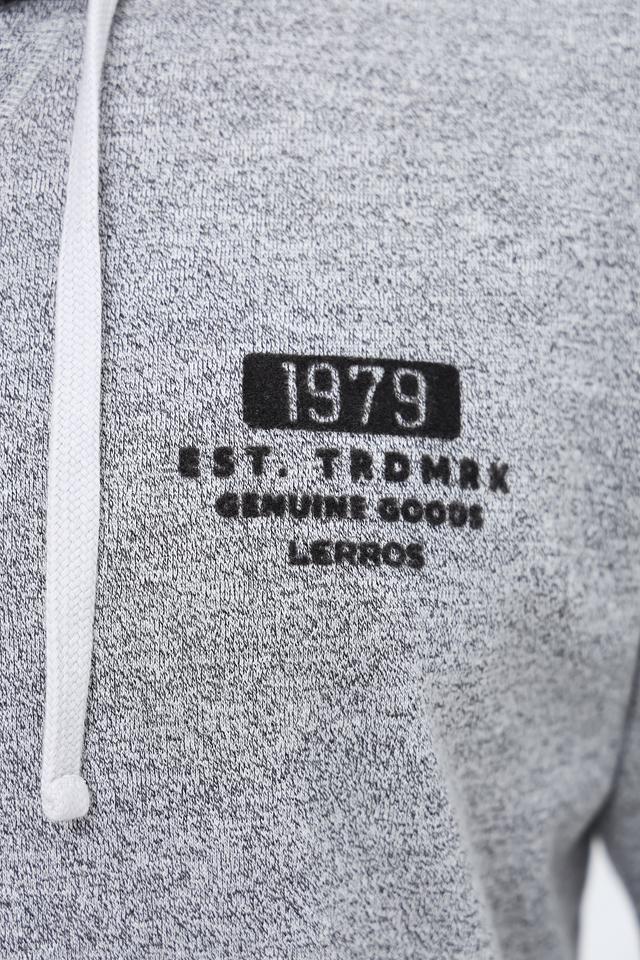 1979
EST. TRDMRK
GENUINE GOODS
LERROS